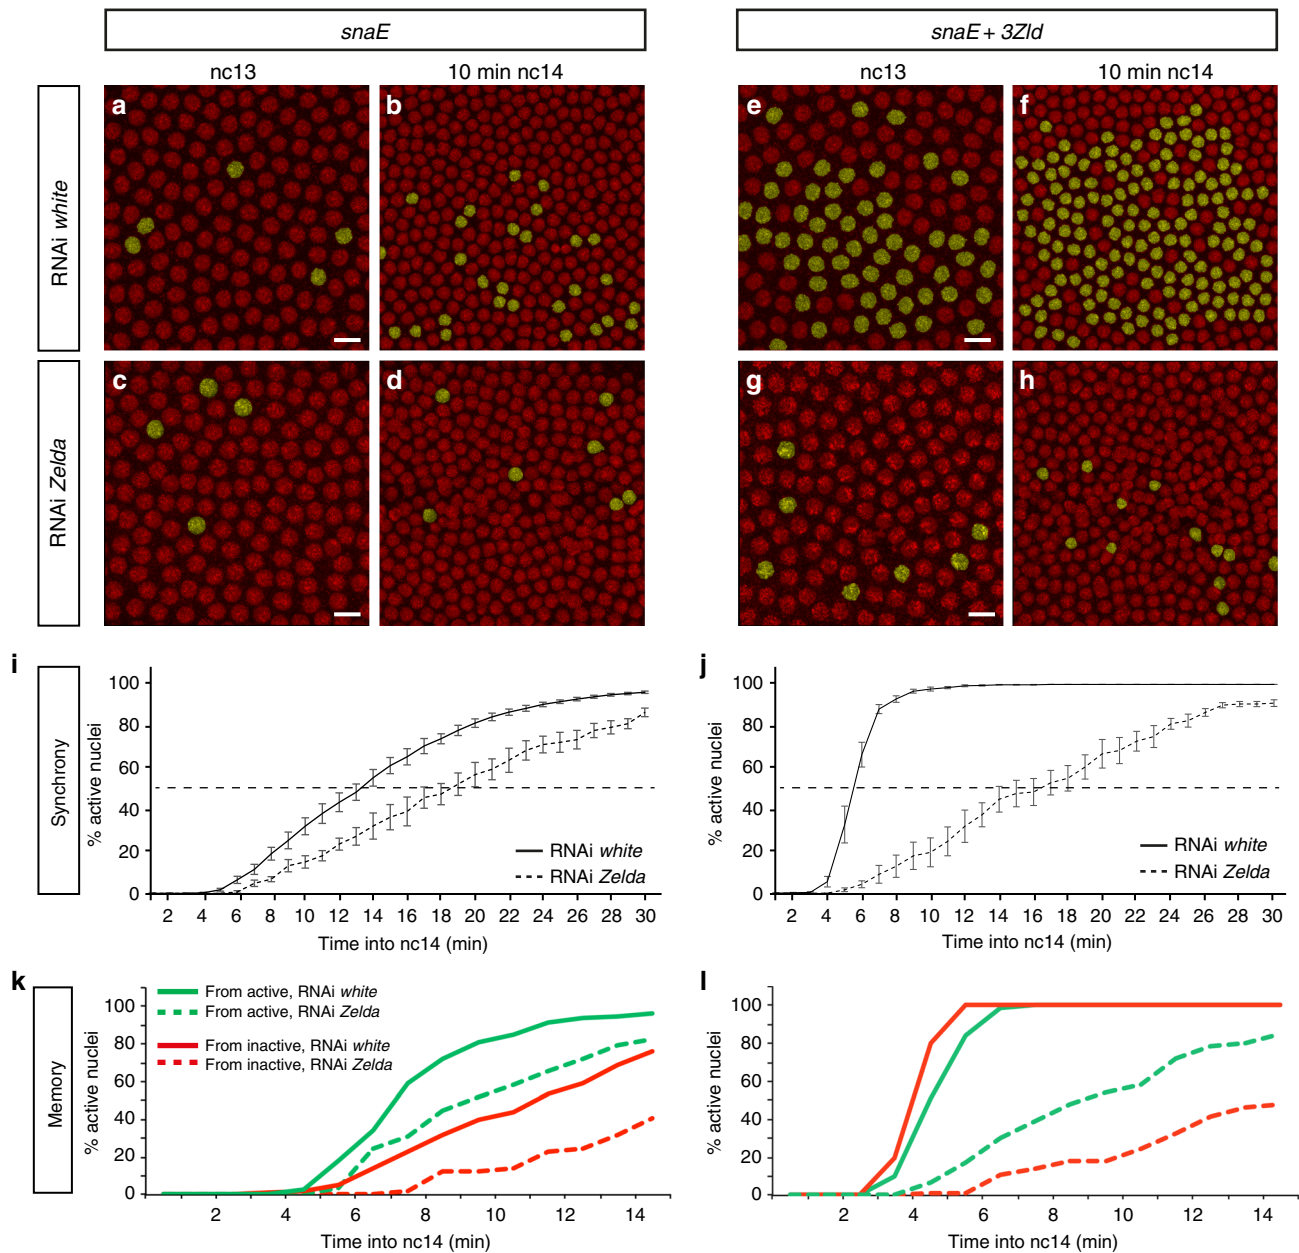 snaE
snaE + 3Zld
nc13
10 min nc14
nc13
10 min nc14
RNAi white
a
b
e
f
RNAi Zelda
c
d
g
h
i
Synchrony
% active nuclei
100
80
60
40
20
0
2 4 6 8 10 12 14 16 18 20 22 24 26 28 30
Time into nc14 (min)
RNAi white
RNAi Zelda
j
% active nuclei
100
80
60
40
20
0
2 4 6 8 10 12 14 16 18 20 22 24 26 28 30
Time into nc14 (min)
RNAi white
RNAi Zelda
k
Memory
% active nuclei
100
80
60
40
20
0
2 4 6 8 10 12 14
Time into nc14 (min)
From active, RNAi white
From active, RNAi Zelda
From inactive, RNAi white
From inactive, RNAi Zelda
l
% active nuclei
100
80
60
40
20
0
2 4 6 8 10 12 14
Time into nc14 (min)